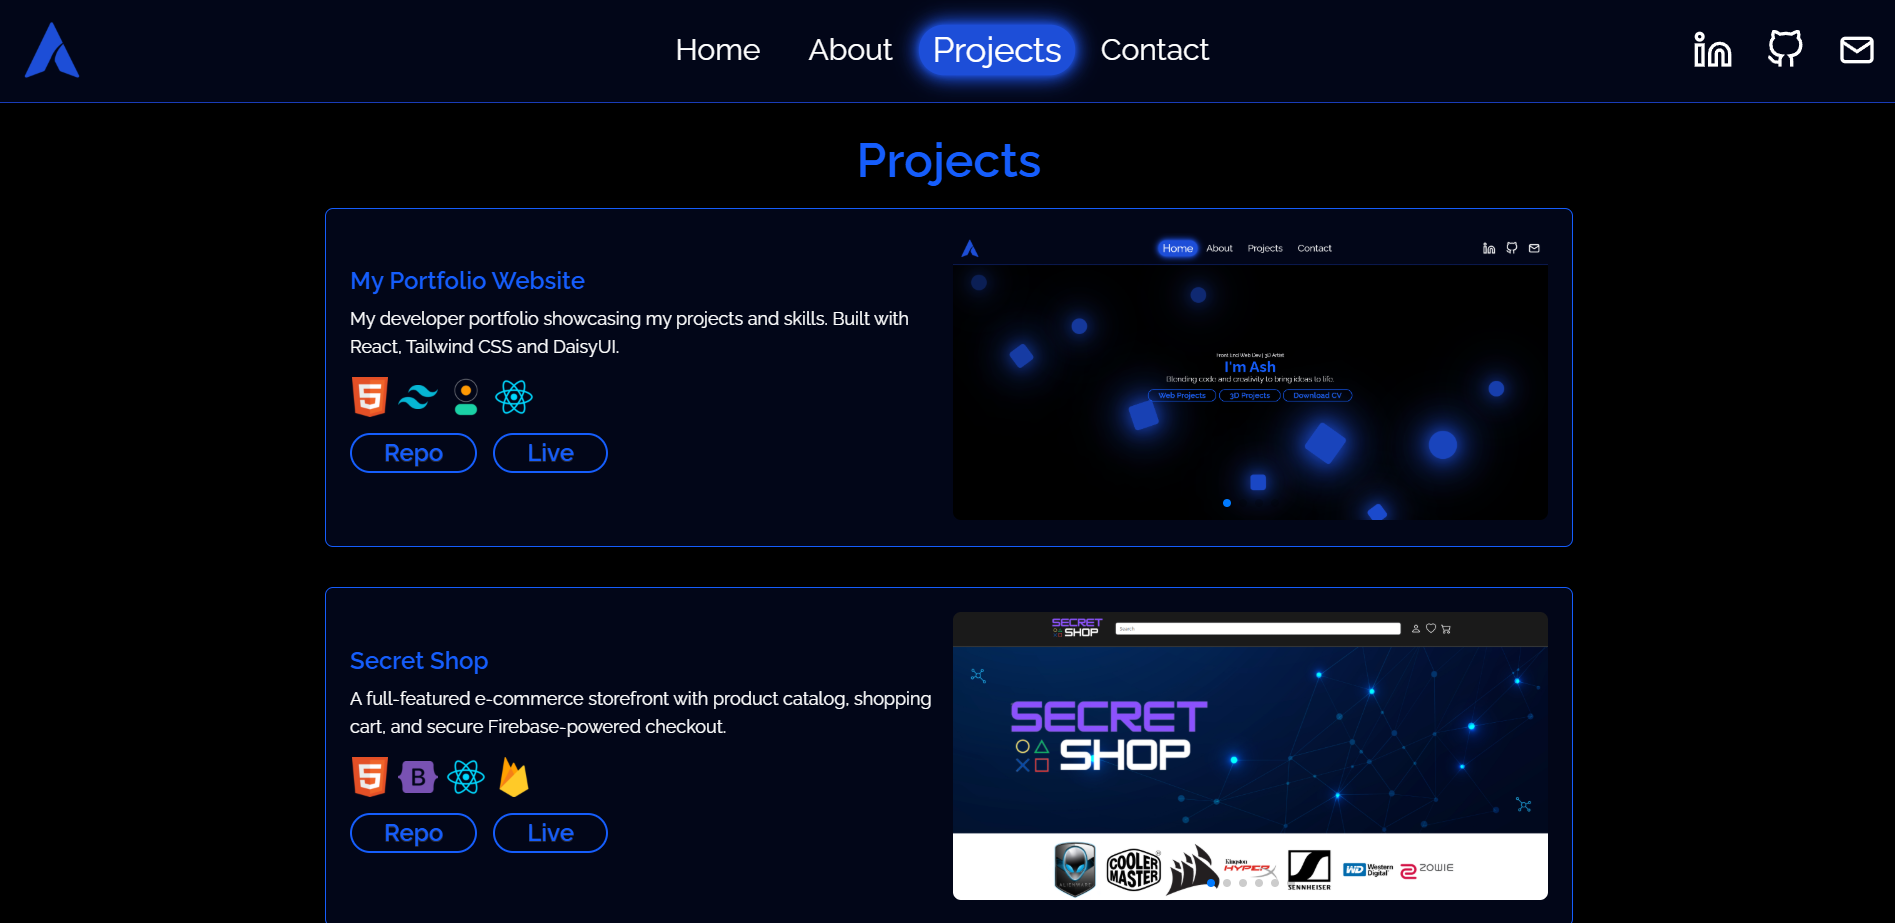 Home About Projects Contact
Projects
My Portfolio Website
My developer portfolio showcasing my projects and skills. Built with
React, Tailwind CSS and DaisyUI.
Repo Live
Home About Projects Contact
Front End Web Dev | 3D Artist
I'm Ash
Blending code and creativity to bring ideas to life.
Web Projects 3D Projects Download CV
Secret Shop
A full-featured e-commerce storefront with product catalog, shopping
cart, and secure Firebase-powered checkout.
B
Repo Live
SECRET
SHOP
Search
SECRET
SHOP
ALIENWARE
COOLER
MASTER
Kingston
HYPERX
SENNHEISER
WD Western
Digital
ZOWIE